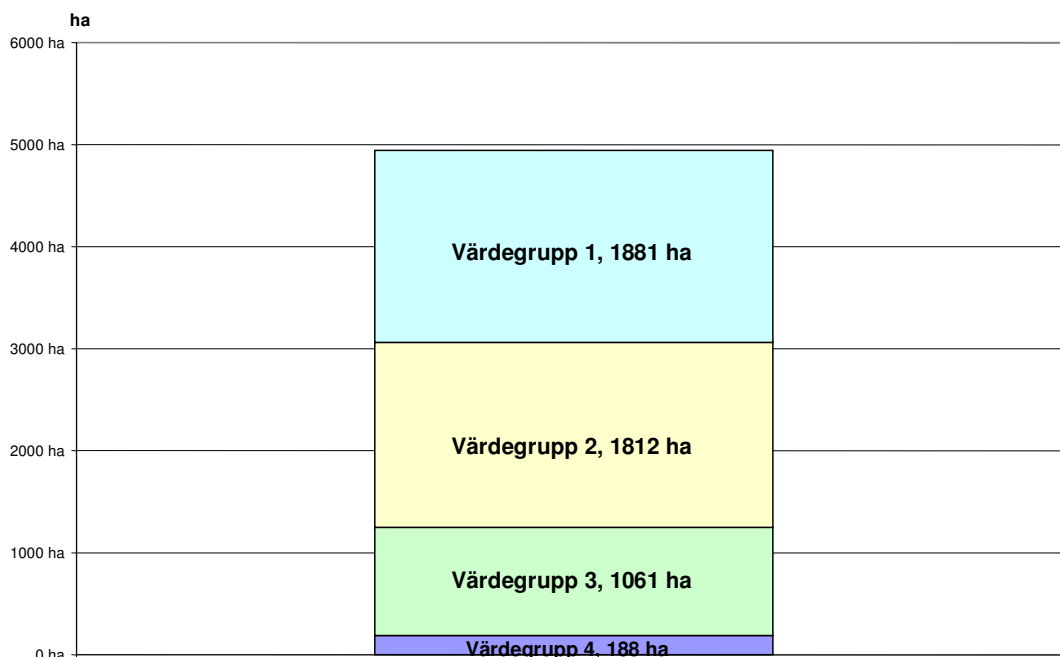 ha
6000 ha
5000 ha
4000 ha
3000 ha
2000 ha
1000 ha
0 ha
Värdegrupp 1, 1881 ha
Värdegrupp 2, 1812 ha
Värdegrupp 3, 1061 ha
Värdegrupp 4, 188 ha